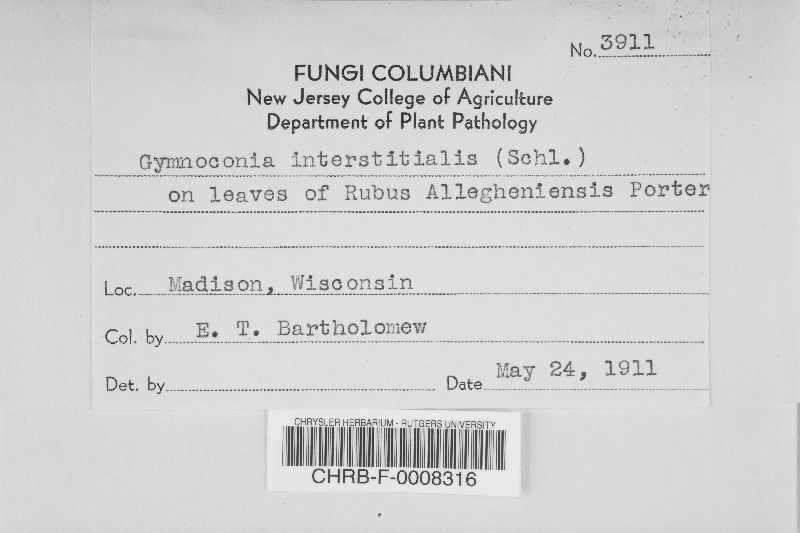 No. 3911
FUNGI COLUMBIANI
New Jersey College of Agriculture
Department of Plant Pathology
Gymnoconia interstitialis (Schl.)
on leaves of Rubus Allegheniensis Porter
Loc. Madison, Wisconsin
Col. by E. T. Bartholomew
Det. by Date May 24, 1911
CHRYSLER HERBARIUM - RUTGERS UNIVERSITY
CHRB-F-0008316